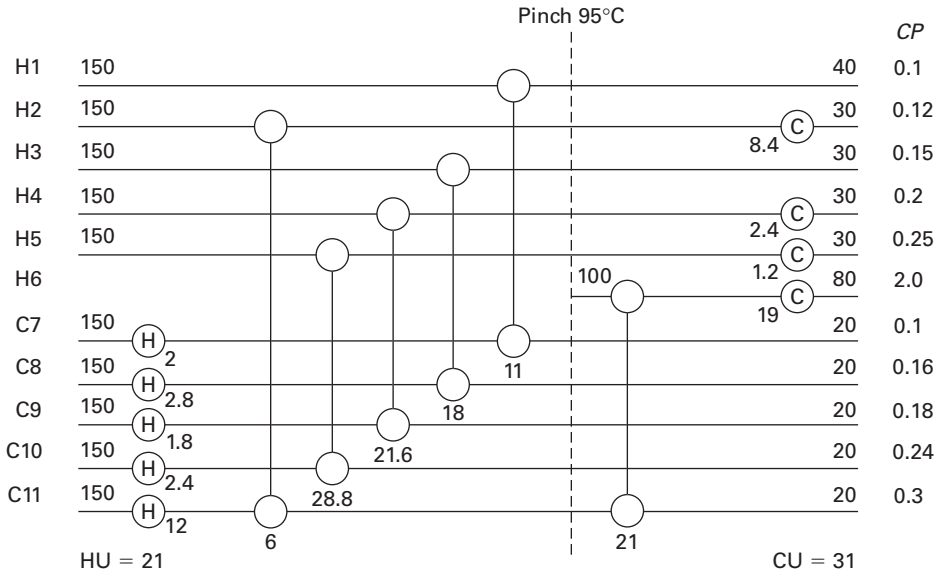 Pinch 95°C
CP
H1 150 40 0.1
H2 150 30 0.12
8.4 C
H3 150 30 0.15
H4 150 30 0.2
2.4 C
H5 150 30 0.25
1.2 C
H6 100 80 2.0
19 C
C7 150 20 0.1
H 2 11
C8 150 20 0.16
H 2.8 18
C9 150 20 0.18
H 1.8 21.6
C10 150 20 0.24
H 2.4 28.8
C11 150 20 0.3
H 12 6 21
HU = 21 CU = 31